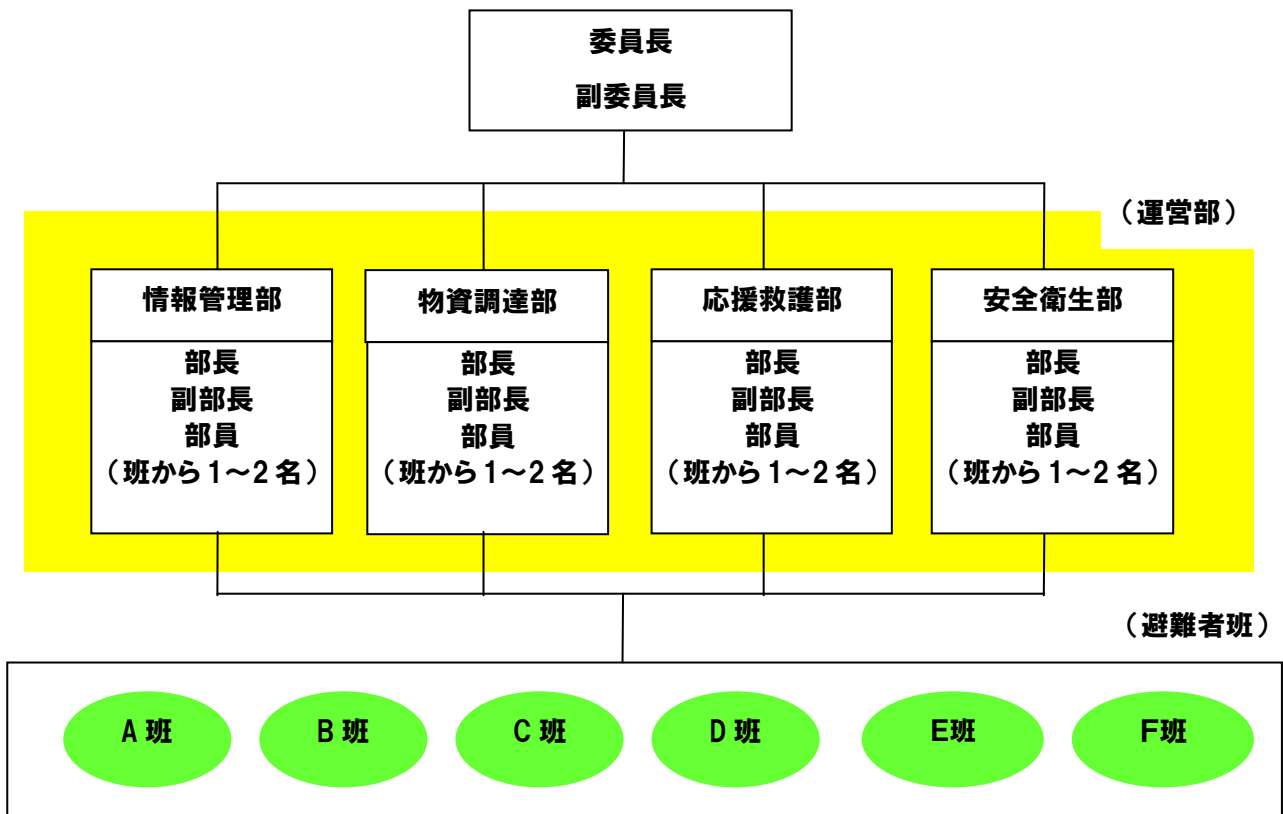 委員長
副委員長
（運営部）
情報管理部
部長
副部長
部員
（班から1～2名）
物資調達部
部長
副部長
部員
（班から1～2名）
応援救護部
部長
副部長
部員
（班から1～2名）
安全衛生部
部長
副部長
部員
（班から1～2名）
（避難者班）
A班
B班
C班
D班
E班
F班